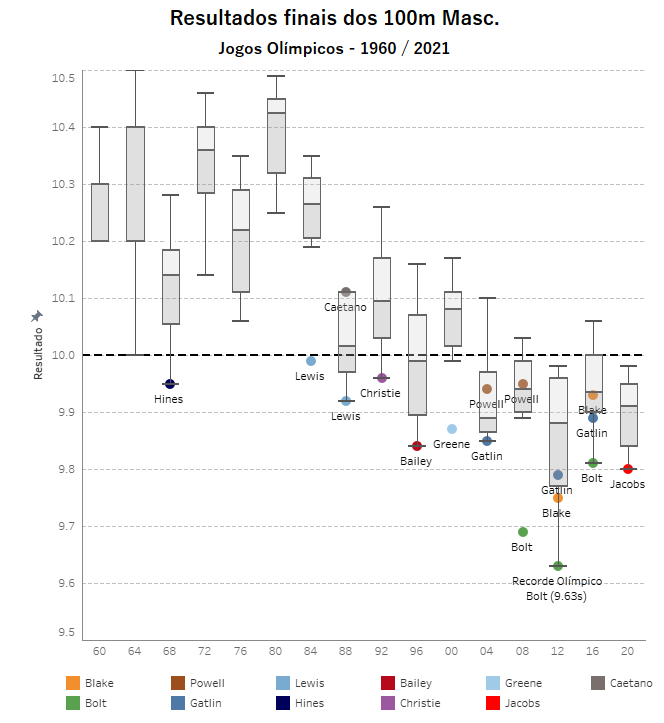 Resultados finais dos 100m Masc.
Jogos Olímpicos - 1960 / 2021
Resultado
10.5
10.4
10.3
10.2
10.1
10.0
9.9
9.8
9.7
9.6
9.5
Hines
Lewis
Caetano
Lewis
Christie
Bailey
Greene
Powell
Gatlin
Powell
Bolt
Gatlin
Blake
Recorde Olímpico
Bolt (9.63s)
Blake
Gatlin
Bolt
Jacobs
60 64 68 72 76 80 84 88 92 96 00 04 08 12 16 20
Blake Powell Lewis Bailey Greene Caetano
Bolt Gatlin Hines Christie Jacobs